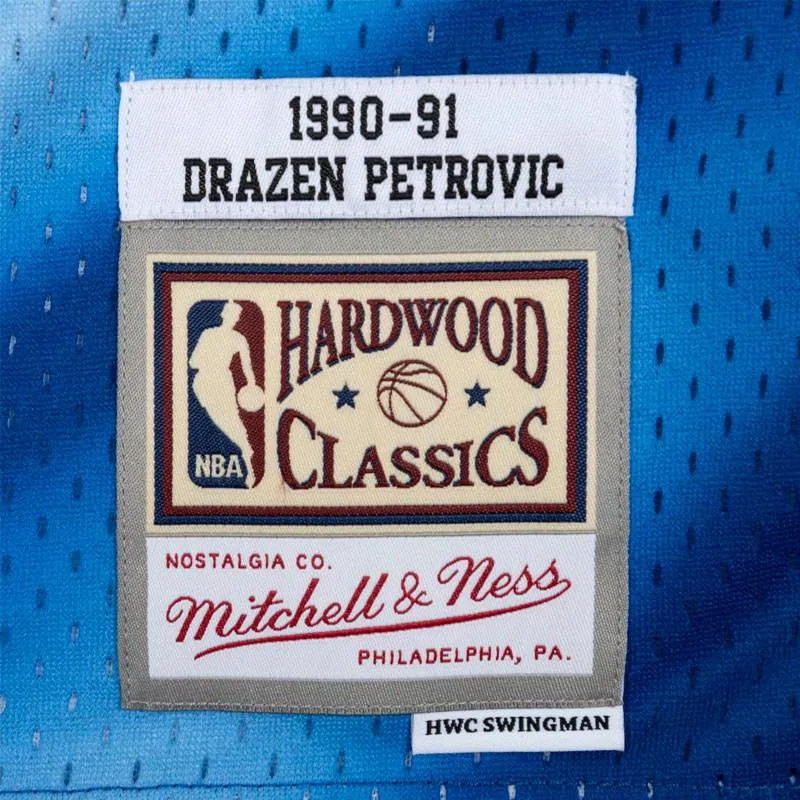 1990-91
DRAZEN PETROVIC
HARDWOOD
CLASSICS
NBA
NOSTALGIA CO.
Mitchell & Ness
PHILADELPHIA, PA.
HWC SWINGMAN